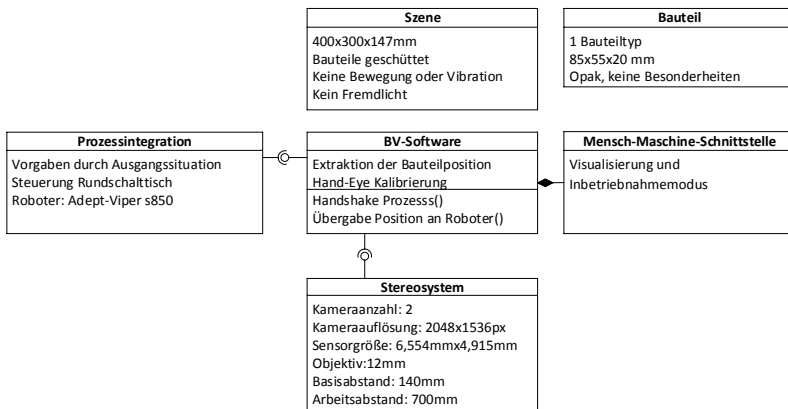 Szene
400x300x147mm
Bauteile geschüttet
Keine Bewegung oder Vibration
Kein Fremdlicht
Bauteil
1 Bauteiltyp
85x55x20 mm
Opak, keine Besonderheiten
Prozessintegration
Vorgaben durch Ausgangssituation
Steuerung Rundschalttisch
Roboter: Adept-Viper s850
BV-Software
Extraktion der Bauteilposition
Hand-Eye Kalibrierung
Handshake Prozesss()
Übergabe Position an Roboter()
Mensch-Maschine-Schnittstelle
Visualisierung und
Inbetriebnahmemodus
Stereosystem
Kameraanzahl: 2
Kameraauflösung: 2048x1536px
Sensorgröße: 6,554mmx4,915mm
Objektiv:12mm
Basisabstand: 140mm
Arbeitsabstand: 700mm